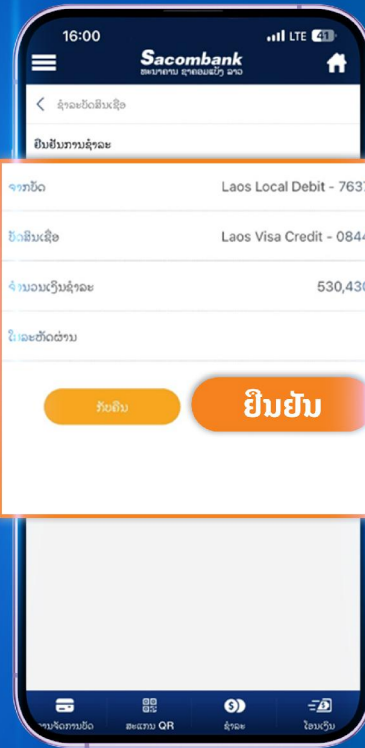 16:00 LTE 41
Sacombank
ທະນາຄານ ຊາຄອມແບັງ ລາວ
ຊໍາລະບັດສິນເຊື່ອ
ຢືນຢັນການຊໍາລະ
ຈາກບັດ Laos Local Debit - 7637
ບັດສິນເຊື່ອ Laos Visa Credit - 0844
ຈໍານວນເງິນຊໍາລະ 530,430
ໃສ່ລະຫັດຜ່ານ
ກັບຄືນ ຢືນຢັນ
ການຈັດການບັດ ສະແກນ QR ຊໍາລະ ໂອນເງິນ